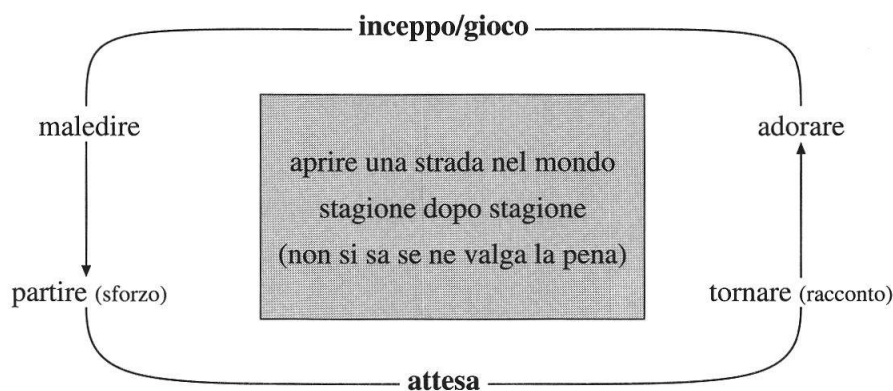 inceppo/gioco
maledire
adorare
aprire una strada nel mondo
stagione dopo stagione
(non si sa se ne valga la pena)
partire (sforzo)
tornare (racconto)
attesa